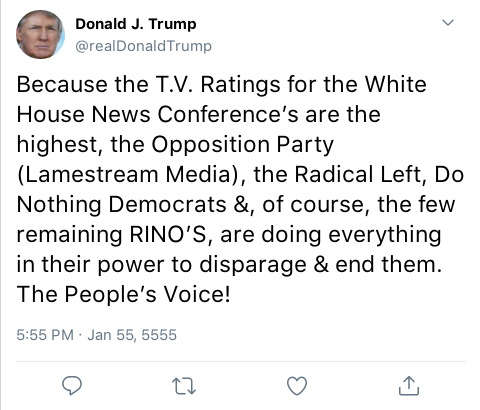 Donald J. Trump
@realDonaldTrump
Because the T.V. Ratings for the White
House News Conference's are the
highest, the Opposition Party
(Lamestream Media), the Radical Left, Do
Nothing Democrats &, of course, the few
remaining RINO'S, are doing everything
in their power to disparage & end them.
The People's Voice!
5:55 PM · Jan 55, 5555